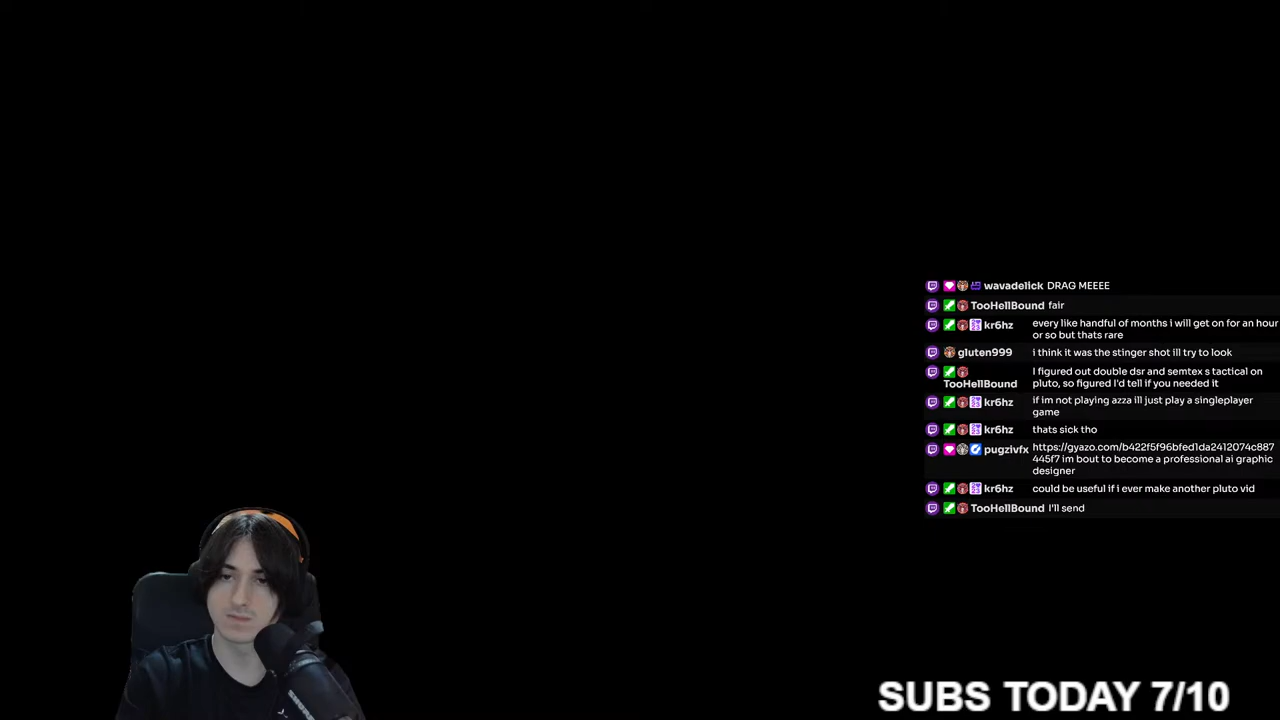 wavadelick DRAG MEEEE
TooHellBound fair
kr6hz every like handful of months i will get on for an hour
or so but thats rare
gluten999 i think it was the stinger shot ill try to look
I figured out double dsr and semtex s tactical on
TooHellBound pluto, so figured I'd tell if you needed it
kr6hz if im not playing azza ill just play a singleplayer
game
kr6hz thats sick tho
pugzivfx https://gyazo.com/b422f5f96bfed1da2412074c887
445f7 im bout to become a professional ai graphic
designer
kr6hz could be useful if i ever make another pluto vid
TooHellBound I'll send
SUBS TODAY 7/10